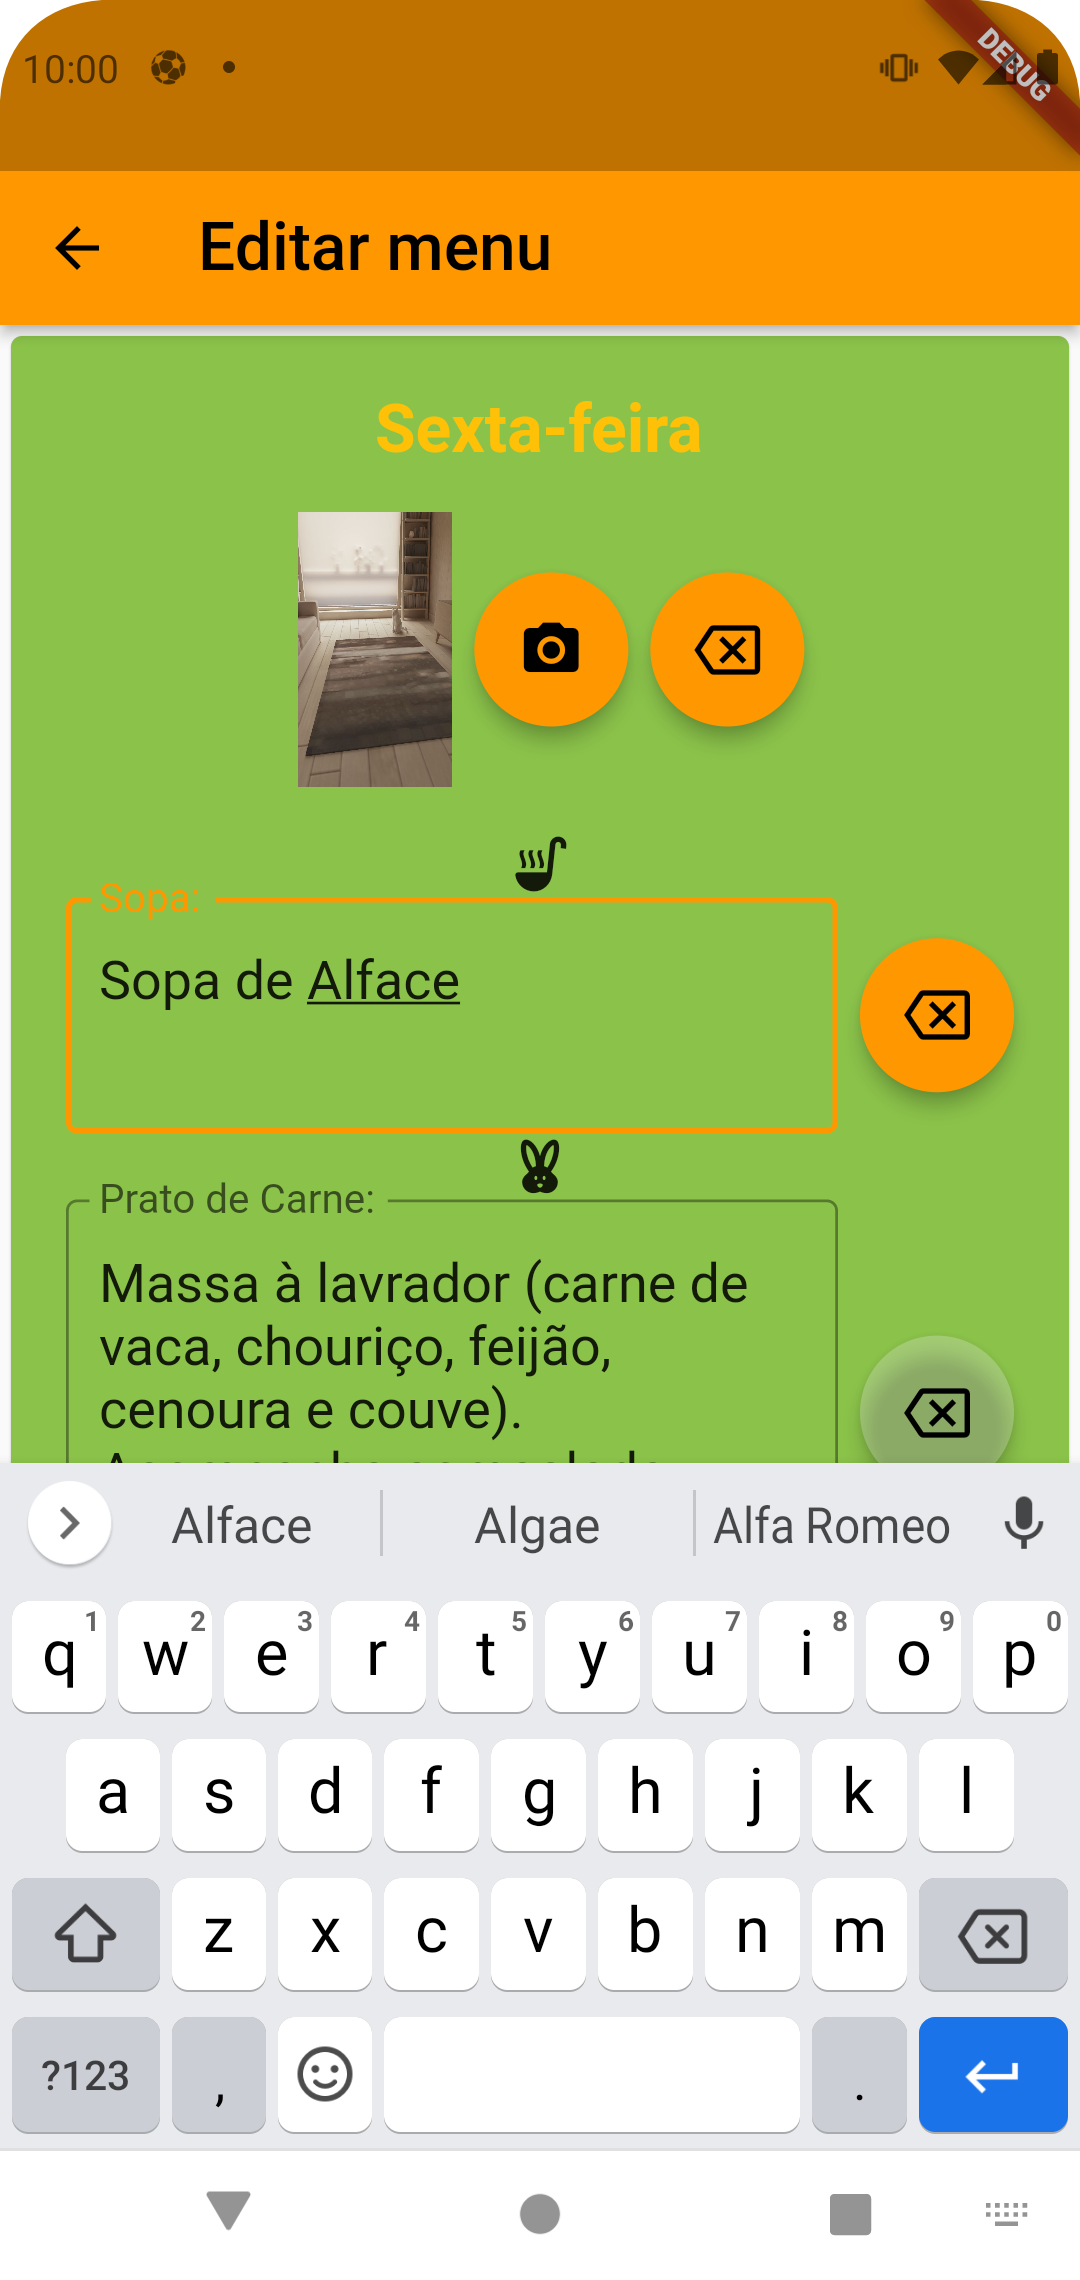 10:00
DEBUG
Editar menu
Sexta-feira
Sopa:
Sopa de Alface
Prato de Carne:
Massa à lavrador (carne de
vaca, chouriço, feijão,
cenoura e couve).
Alface Algae Alfa Romeo
q 1 w 2 e 3 r 4 t 5 y 6 u 7 i 8 o 9 p 0
a s d f g h j k l
z x c v b n m
?123 , .